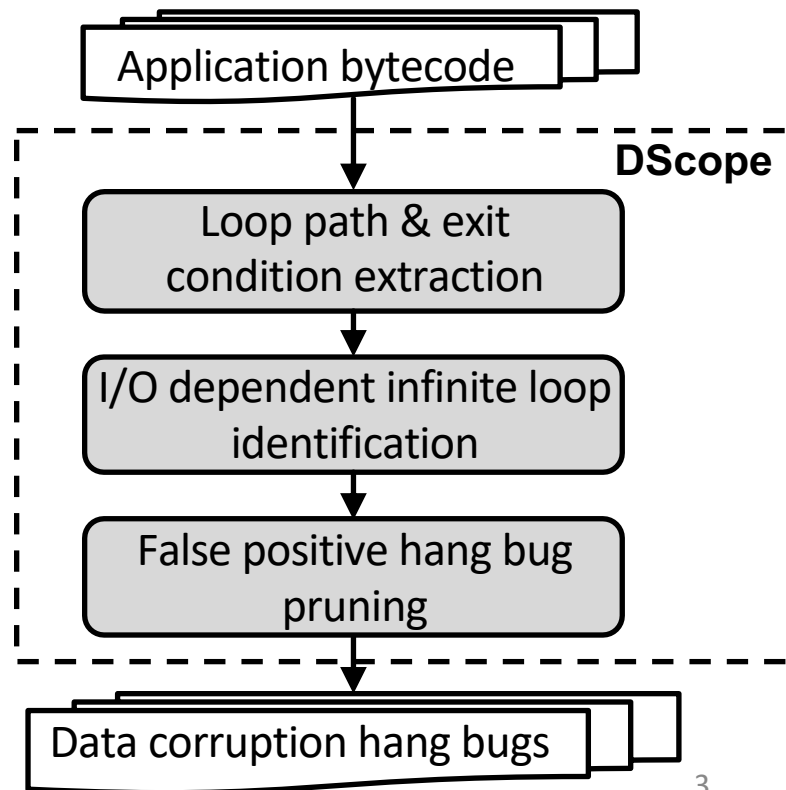 Application bytecode
DScope
Loop path & exit
condition extraction
I/O dependent infinite loop
identification
False positive hang bug
pruning
Data corruption hang bugs
3